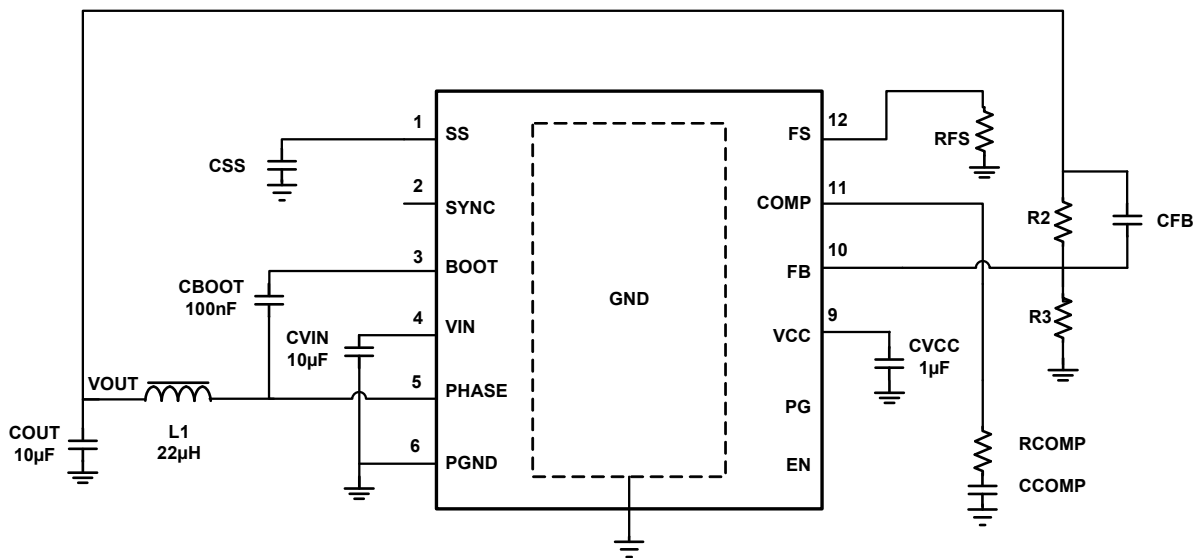 1
SS
CSS
2
SYNC
3
BOOT
CBOOT
100nF
4
VIN
CVIN
10µF
5
PHASE
VOUT
L1
22µH
COUT
10µF
6
PGND
GND
12
FS
RFS
11
COMP
R2
CFB
10
FB
R3
9
VCC
CVCC
1µF
PG
EN
RCOMP
CCOMP